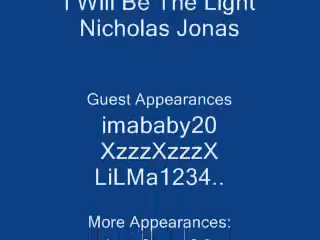 I Will Be The Light
Nicholas Jonas
Guest Appearances
imababy20
XzzzXzzzX
LiLMa1234..
More Appearances: